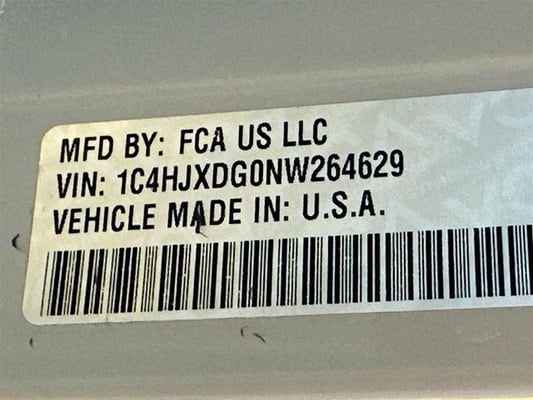 MFD BY: FCA US LLC
VIN: 1C4HJXDG0NW264629
VEHICLE MADE IN: U.S.A.